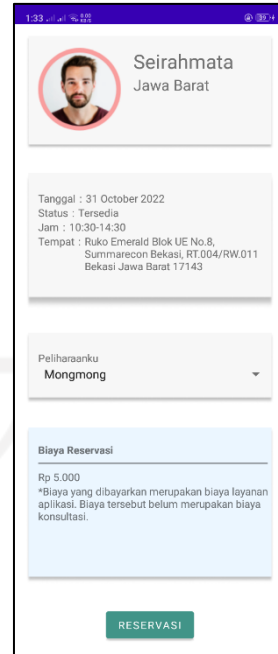 1:33
Seirahmata
Jawa Barat
Tanggal : 31 October 2022
Status : Tersedia
Jam : 10:30-14:30
Tempat : Ruko Emerald Blok UE No.8,
Summarecon Bekasi, RT.004/RW.011
Bekasi Jawa Barat 17143
Peliharaanku
Mongmong
Biaya Reservasi
Rp 5.000
*Biaya yang dibayarkan merupakan biaya layanan
aplikasi. Biaya tersebut belum merupakan biaya
konsultasi.
RESERVASI